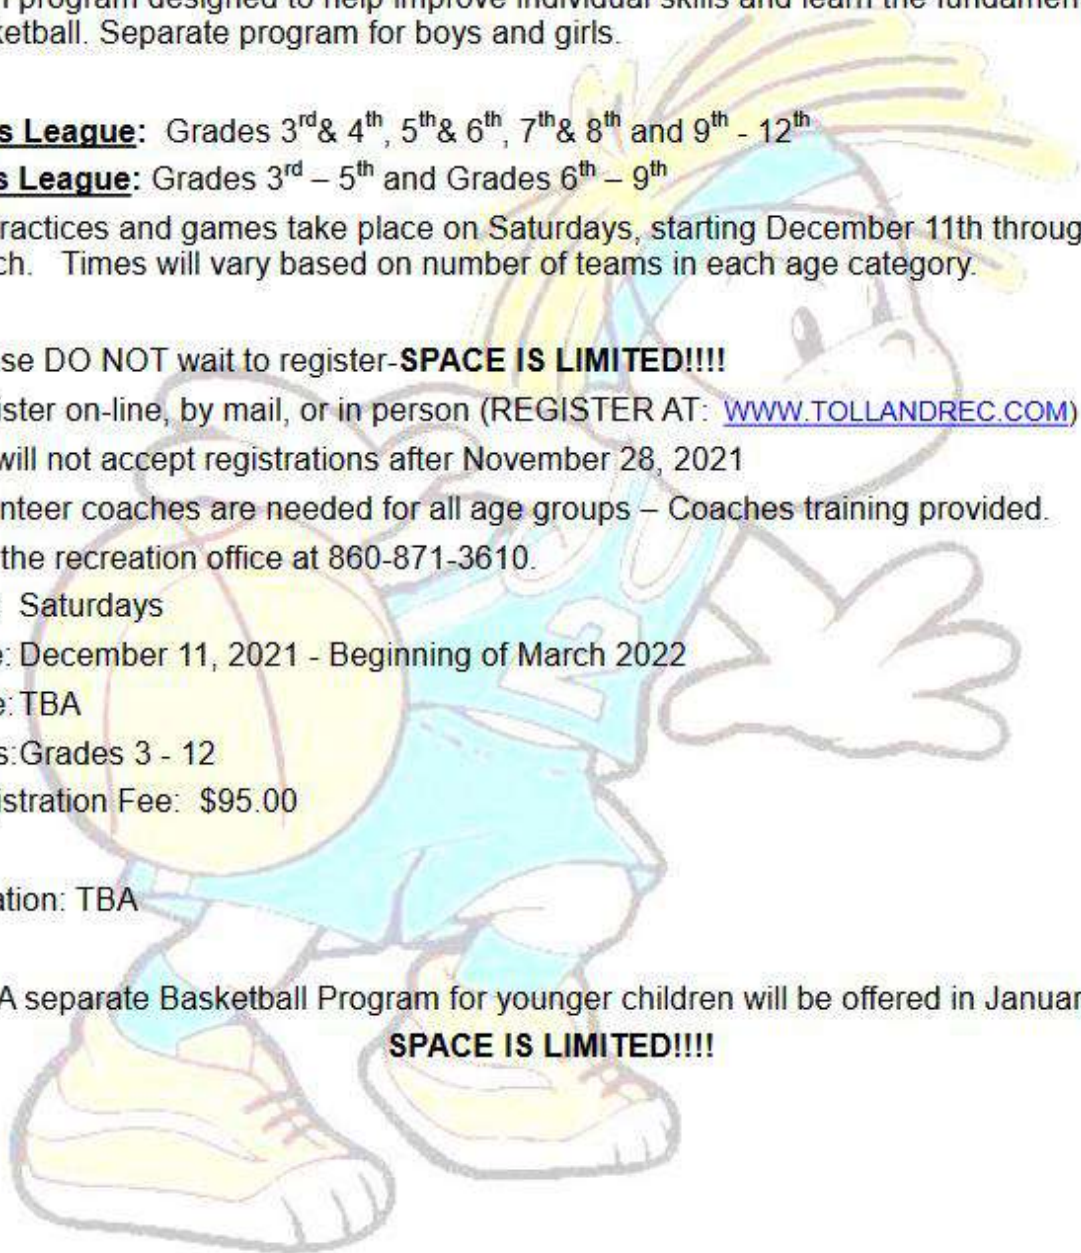 program designed to help improve individual skills and learn the
ketball. Separate program for boys and girls.
s League: Grades 3rd& 4th, 5th& 6th, 7th& 8th and 9th - 12th
s League: Grades 3rd – 5th and Grades 6th – 9th
ractices and games take place on Saturdays, starting December 11th throug
ch. Times will vary based on number of teams in each age category.
se DO NOT wait to register-SPACE IS LIMITED!!!!
ister on-line, by mail, or in person (REGISTER AT: WWW.TOLLANDREC.COM)
will not accept registrations after November 28, 2021
nteer coaches are needed for all age groups – Coaches training provided.
the recreation office at 860-871-3610.
Saturdays
e: December 11, 2021 - Beginning of March 2022
e: TBA
s:Grades 3 - 12
istration Fee: $95.00
ation: TBA
A separate Basketball Program for younger children will be offered in Januar
SPACE IS LIMITED!!!!
2